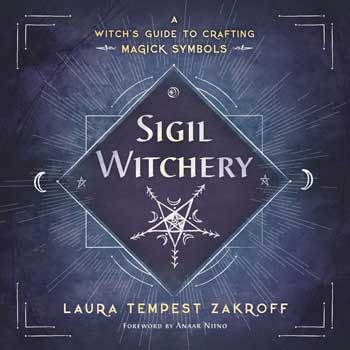 A
WITCH'S GUIDE TO CRAFTING
MAGICK SYMBOLS
SIGIL
WITCHERY
LAURA TEMPEST ZAKROFF
FOREWORD BY ANAAR NIINO